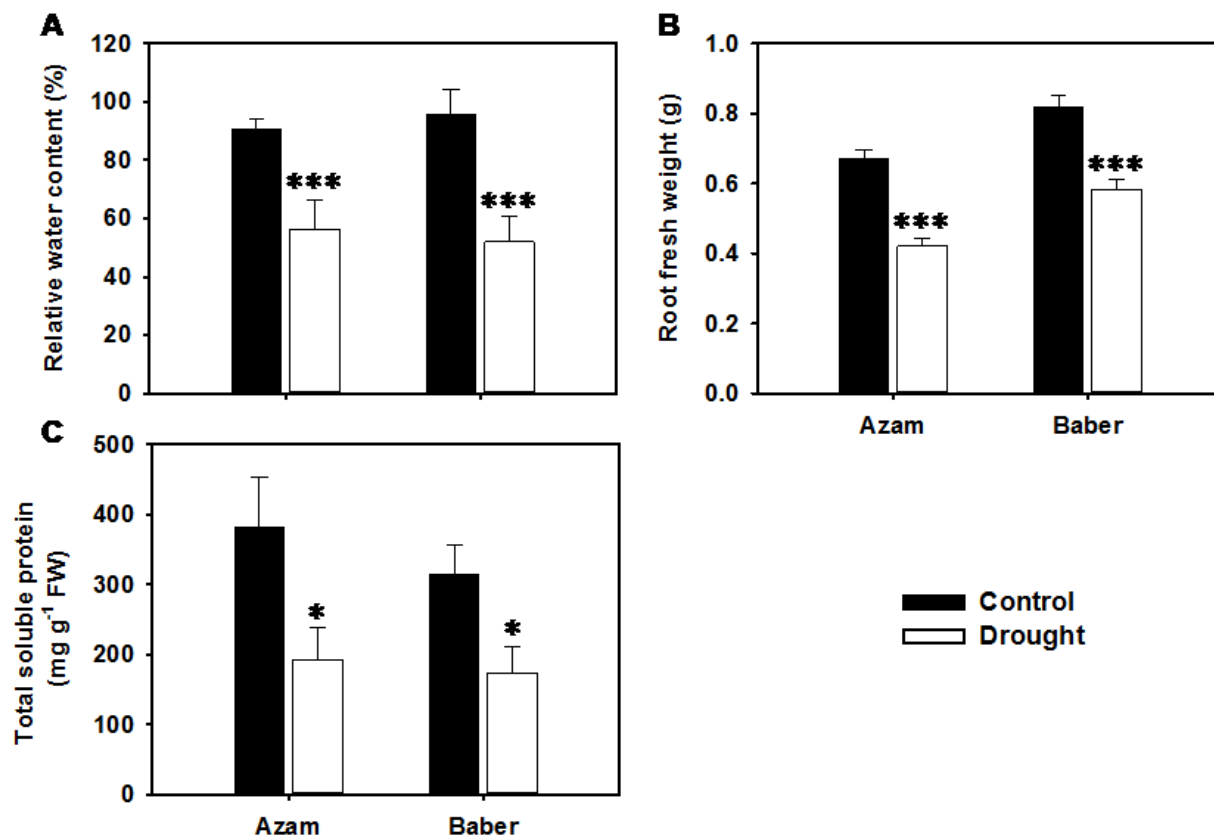 A
Relative water content (%)
120
100
80
60
40
20
0
***
***
B
Root fresh weight (g)
1.0
0.8
0.6
0.4
0.2
0.0
***
***
Azam
Baber
C
Total soluble protein
(mg g⁻¹ FW)
500
400
300
200
100
0
*
*
Azam
Baber
Control
Drought